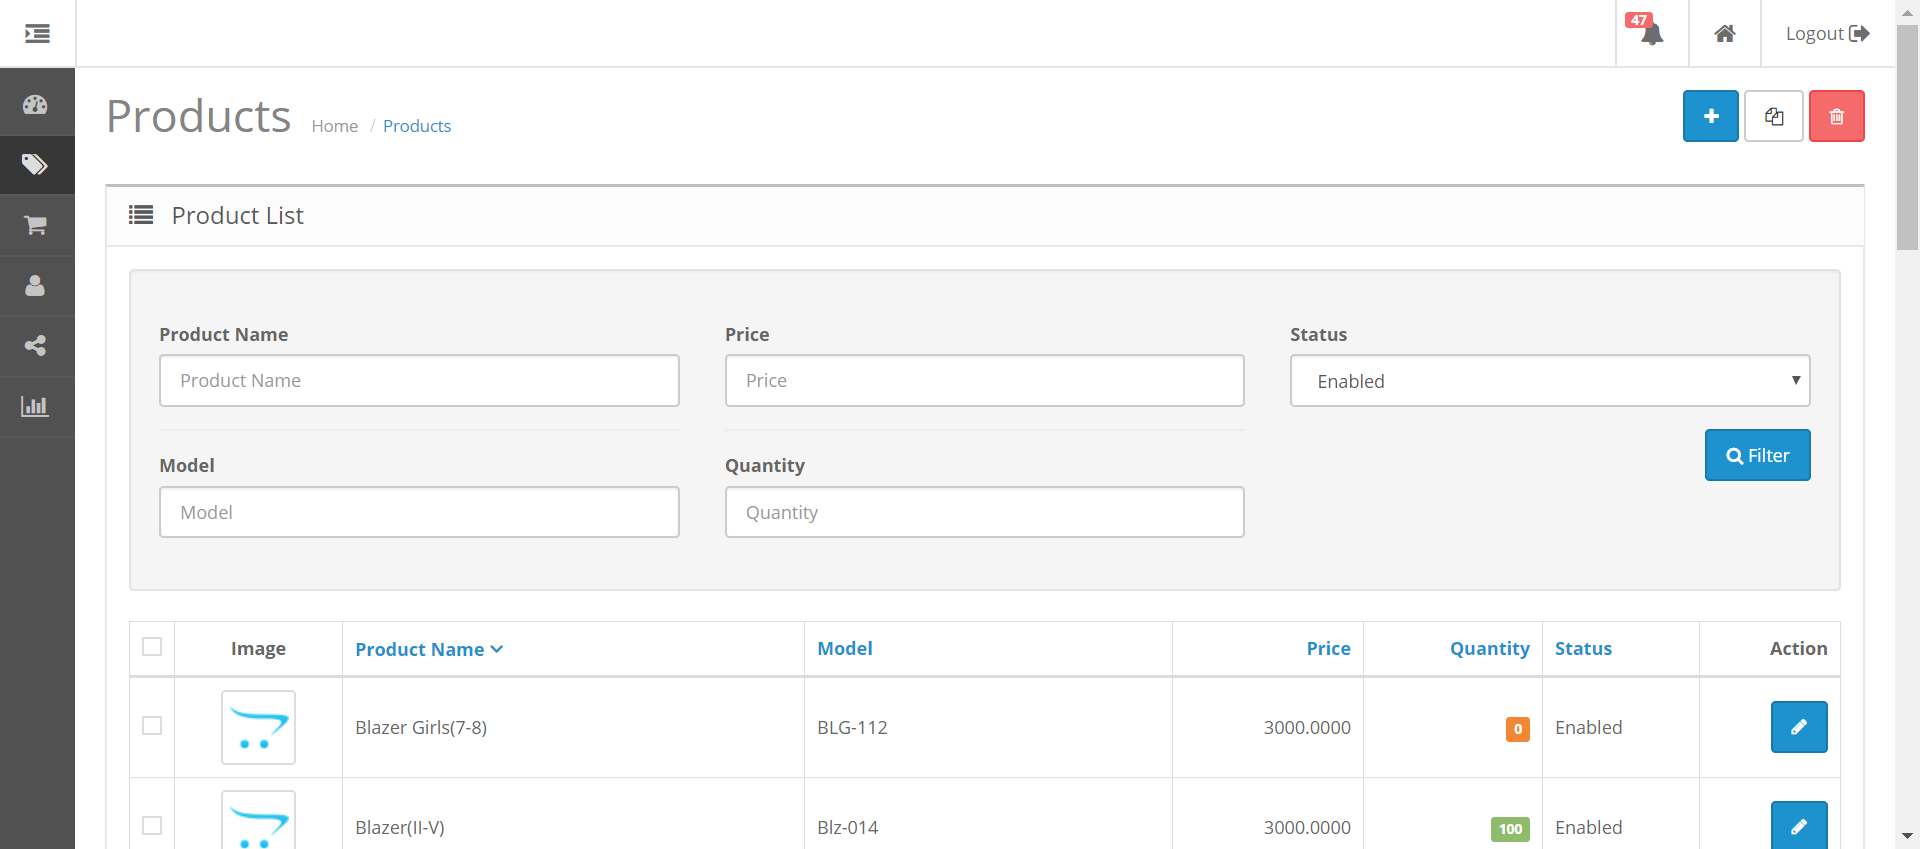 47
Logout
Products Home / Products
Product List
Product Name Price Status
Product Name Price Enabled
Filter
Model Quantity
Model Quantity
Image Product Name Model Price Quantity Status Action
Blazer Girls(7-8) BLG-112 3000.0000 0 Enabled
Blazer(II-V) Blz-014 3000.0000 100 Enabled